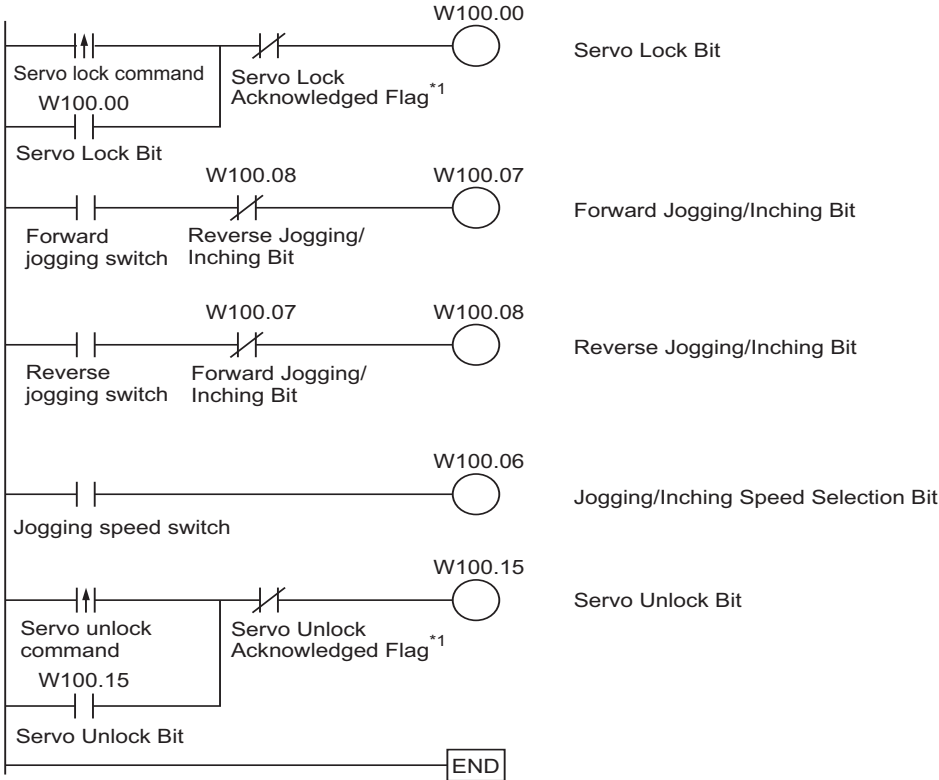 W100.00
Servo Lock Bit
Servo lock command
Servo Lock
Acknowledged Flag*1
W100.00
Servo Lock Bit
W100.08
W100.07
Forward Jogging/Inching Bit
Forward
jogging switch
Reverse Jogging/
Inching Bit
W100.07
W100.08
Reverse Jogging/Inching Bit
Reverse
jogging switch
Forward Jogging/
Inching Bit
W100.06
Jogging/Inching Speed Selection Bit
Jogging speed switch
W100.15
Servo Unlock Bit
Servo unlock
command
Servo Unlock
Acknowledged Flag*1
W100.15
Servo Unlock Bit
END